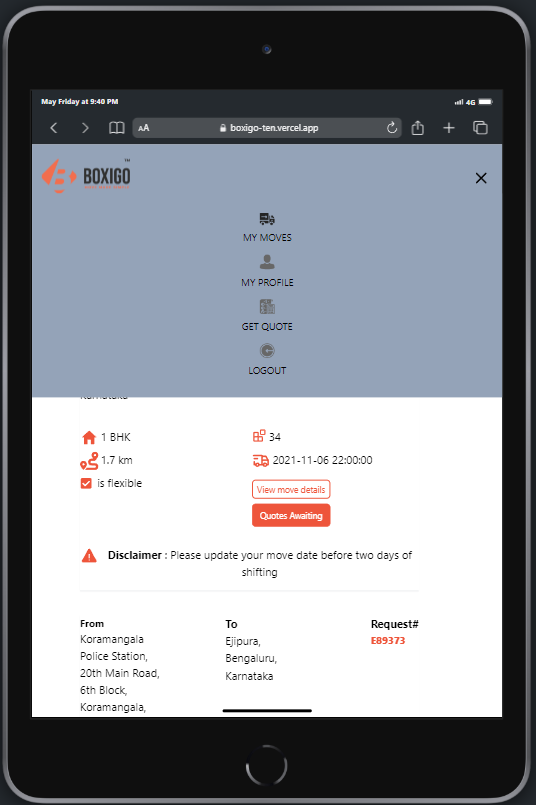 May Friday at 9:40 PM
4G
AA
boxigo-ten.vercel.app
BOXIGO
TM
MY MOVES
MY PROFILE
GET QUOTE
LOGOUT
Karnataka
1 BHK
34
1.7 km
2021-11-06 22:00:00
is flexible
View move details
Quotes Awaiting
Disclaimer : Please update your move date before two days of
shifting
From
To
Request#
Koramangala
Ejipura,
E89373
Police Station,
Bengaluru,
20th Main Road,
Karnataka
6th Block,
Koramangala,